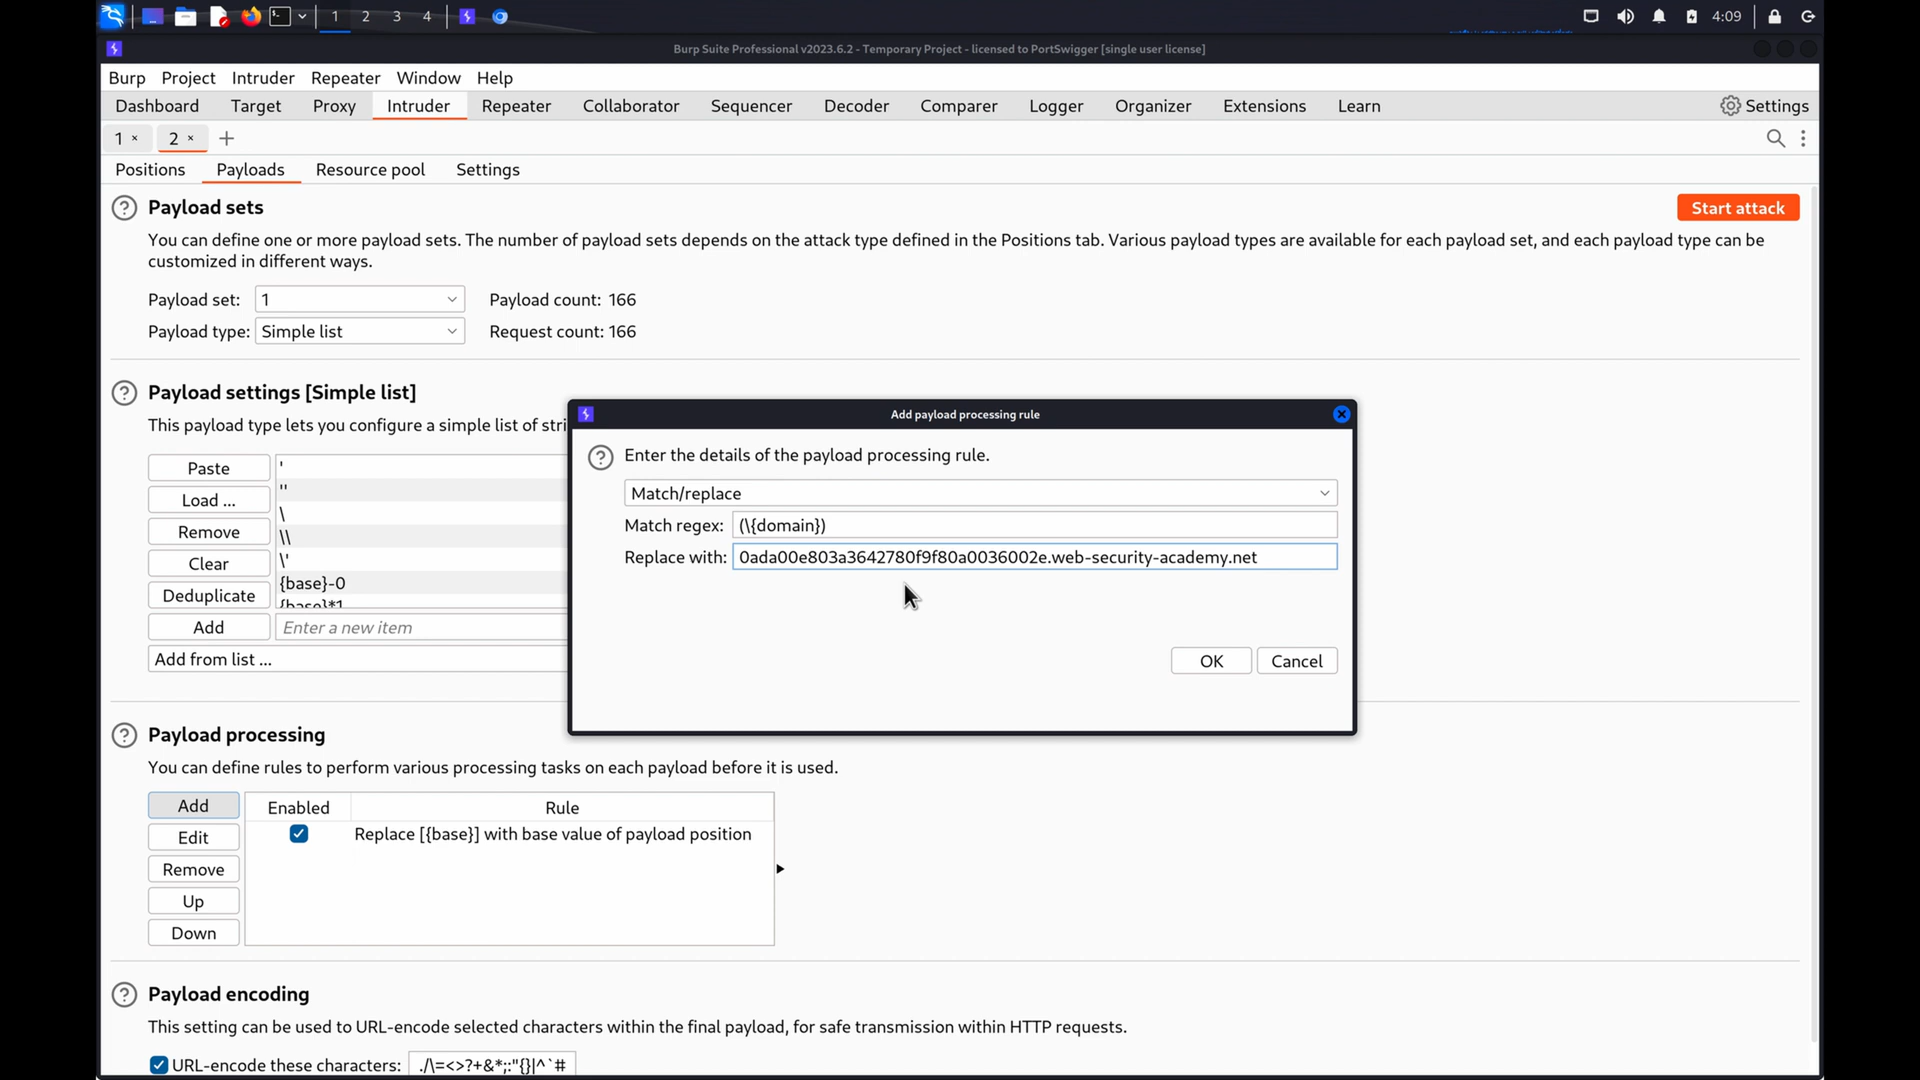 1 2 3 4 4:09
Burp Suite Professional v2023.6.2 - Temporary Project - licensed to PortSwigger [single user license]
Burp Project Intruder Repeater Window Help
Dashboard Target Proxy Intruder Repeater Collaborator Sequencer Decoder Comparer Logger Organizer Extensions Learn Settings
1 × 2 × +
Positions Payloads Resource pool Settings
Payload sets
Start attack
You can define one or more payload sets. The number of payload sets depends on the attack type defined in the Positions tab. Various payload types are available for each payload set, and each payload type can be
customized in different ways.
Payload set: 1 Payload count: 166
Payload type: Simple list Request count: 166
Payload settings [Simple list]
This payload type lets you configure a simple list of stri
Paste
Load ...
Remove
Clear
Deduplicate
Add
'
''
\
\\
\'
{base}-0
{base}*1
Enter a new item
Add from list ...
Add payload processing rule
Enter the details of the payload processing rule.
Match/replace
Match regex: (\{domain})
Replace with: 0ada00e803a3642780f9f80a0036002e.web-security-academy.net
OK Cancel
Payload processing
You can define rules to perform various processing tasks on each payload before it is used.
Add
Edit
Remove
Up
Down
Enabled Rule
Replace [{base}] with base value of payload position
Payload encoding
This setting can be used to URL-encode selected characters within the final payload, for safe transmission within HTTP requests.
URL-encode these characters: ./\=<>?+&*;:"{}|^`#